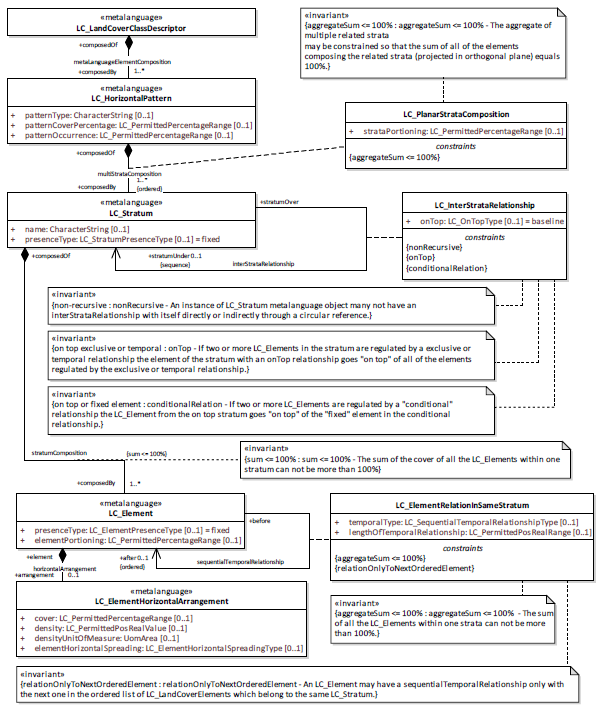 «metalanguage»
LC_LandCoverClassDescriptor
+composedOf
metaLanguageElementComposition
+composedBy 1..*
«metalanguage»
LC_HorizontalPattern
+ patternType: CharacterString [0..1]
+ patternCoverPercentage: LC_PermittedPercentageRange [0..1]
+ patternOccurrence: LC_PermittedPercentageRange [0..1]
+composedOf
multiStrataComposition
+composedBy 1..*
{ordered}
«invariant»
{aggregateSum <= 100% : aggregateSum <= 100% - The aggregate of
multiple related strata
may be constrained so that the sum of all of the elements
composing the related strata (projected in orthogonal plane) equals
100%.}
LC_PlanarStrataComposition
+ strataPortioning: LC_PermittedPercentageRange [0..1]
constraints
{aggregateSum <= 100%}
«metalanguage»
LC_Stratum
+ name: CharacterString [0..1]
+ presenceType: LC_StratumPresenceType [0..1] = fixed
+composedOf
+stratumOver
+stratumUnder 0..1
{sequence}
interStrataRelationship
LC_InterStrataRelationship
+ onTop: LC_OnTopType [0..1] = baseline
constraints
{nonRecursive}
{onTop}
{conditionalRelation}
«invariant»
{non-recursive : nonRecursive - An instance of LC_Stratum metalanguage object many not have an
interStrataRelationship with itself directly or indirectly through a circular reference.}
«invariant»
{on top exclusive or temporal : onTop - If two or more LC_Elements in the stratum are regulated by a exclusive or
temporal relationship the element of the stratum with an onTop relationship goes "on top" of all of the elements
regulated by the exclusive or temporal relationship.}
«invariant»
{on top or fixed element : conditionalRelation - If two or more LC_Elements are regulated by a "conditional"
relationship the LC_Element from the on top stratum goes "on top" of the "fixed" element in the conditional
relationship.}
stratumComposition {sum <= 100%}
«invariant»
{sum <= 100% : sum <= 100% - The sum of the cover of all the LC_Elements within one
stratum can not be more than 100%}
+composedBy 1..*
«metalanguage»
LC_Element
+ presenceType: LC_ElementPresenceType [0..1] = fixed
+ elementPortioning: LC_PermittedPercentageRange [0..1]
+before
+after 0..1
{ordered}
sequentialTemporalRelationship
LC_ElementRelationInSameStratum
+ temporalType: LC_SequentialTemporalRelationshipType [0..1]
+ lengthOfTemporalRelationship: LC_PermittedPosRealRange [0..1]
constraints
{aggregateSum <= 100%}
{relationOnlyToNextOrderedElement}
+element
horzontalArrangement
+arrangement 0..1
«metalanguage»
LC_ElementHorizontalArrangement
+ cover: LC_PermittedPercentageRange [0..1]
+ density: LC_PermittedPosRealValue [0..1]
+ densityUnitOfMeasure: UomArea [0..1]
+ elementHorizontalSpreading: LC_ElementHorizontalSpreadingType [0..1]
«invariant»
{aggregateSum <= 100% : aggregateSum <= 100% - The sum
of all the LC_Elements within one strata can not be more
than 100%.}
«invariant»
{relationOnlyToNextOrderedElement : relationOnlyToNextOrderedElement - An LC_Element may have a sequentialTemporalRelationship only with
the next one in the ordered list of LC_LandCoverElements which belong to the same LC_Stratum.}